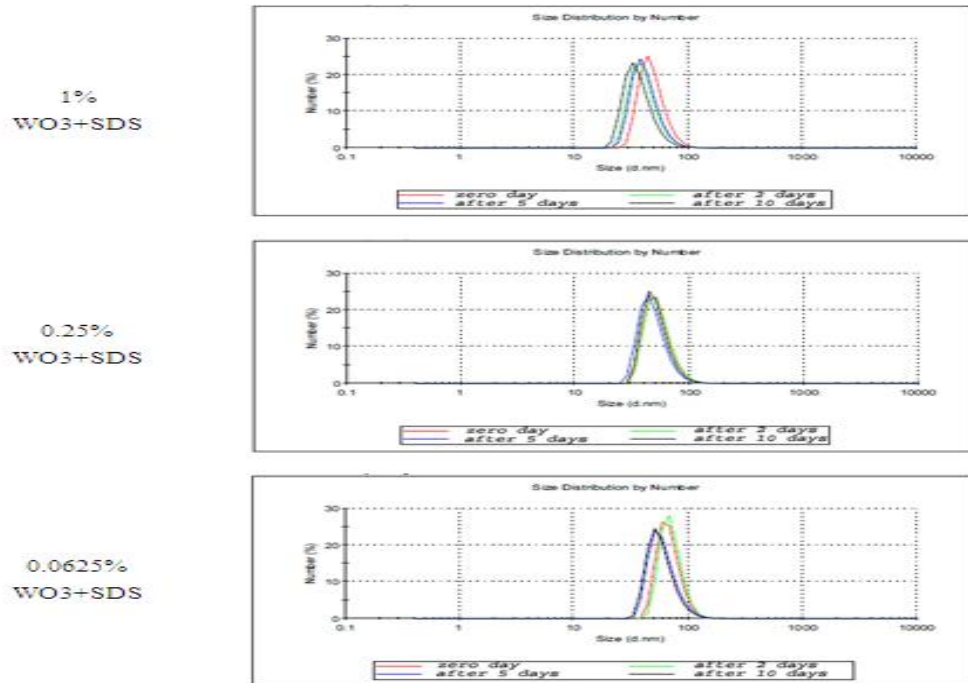 Size Distribution by Number
1%
WO3+SDS
Number (%)
30
20
10
0
0.1 1 10 100 1000 10000
Size (d.nm)
zero day after 2 days
after 5 days after 10 days
Size Distribution by Number
0.25%
WO3+SDS
Number (%)
30
20
10
0
0.1 1 10 100 1000 10000
Size (d.nm)
zero day after 2 days
after 5 days after 10 days
Size Distribution by Number
0.0625%
WO3+SDS
Number (%)
30
20
10
0
0.1 1 10 100 1000 10000
Size (d.nm)
zero day after 2 days
after 5 days after 10 days